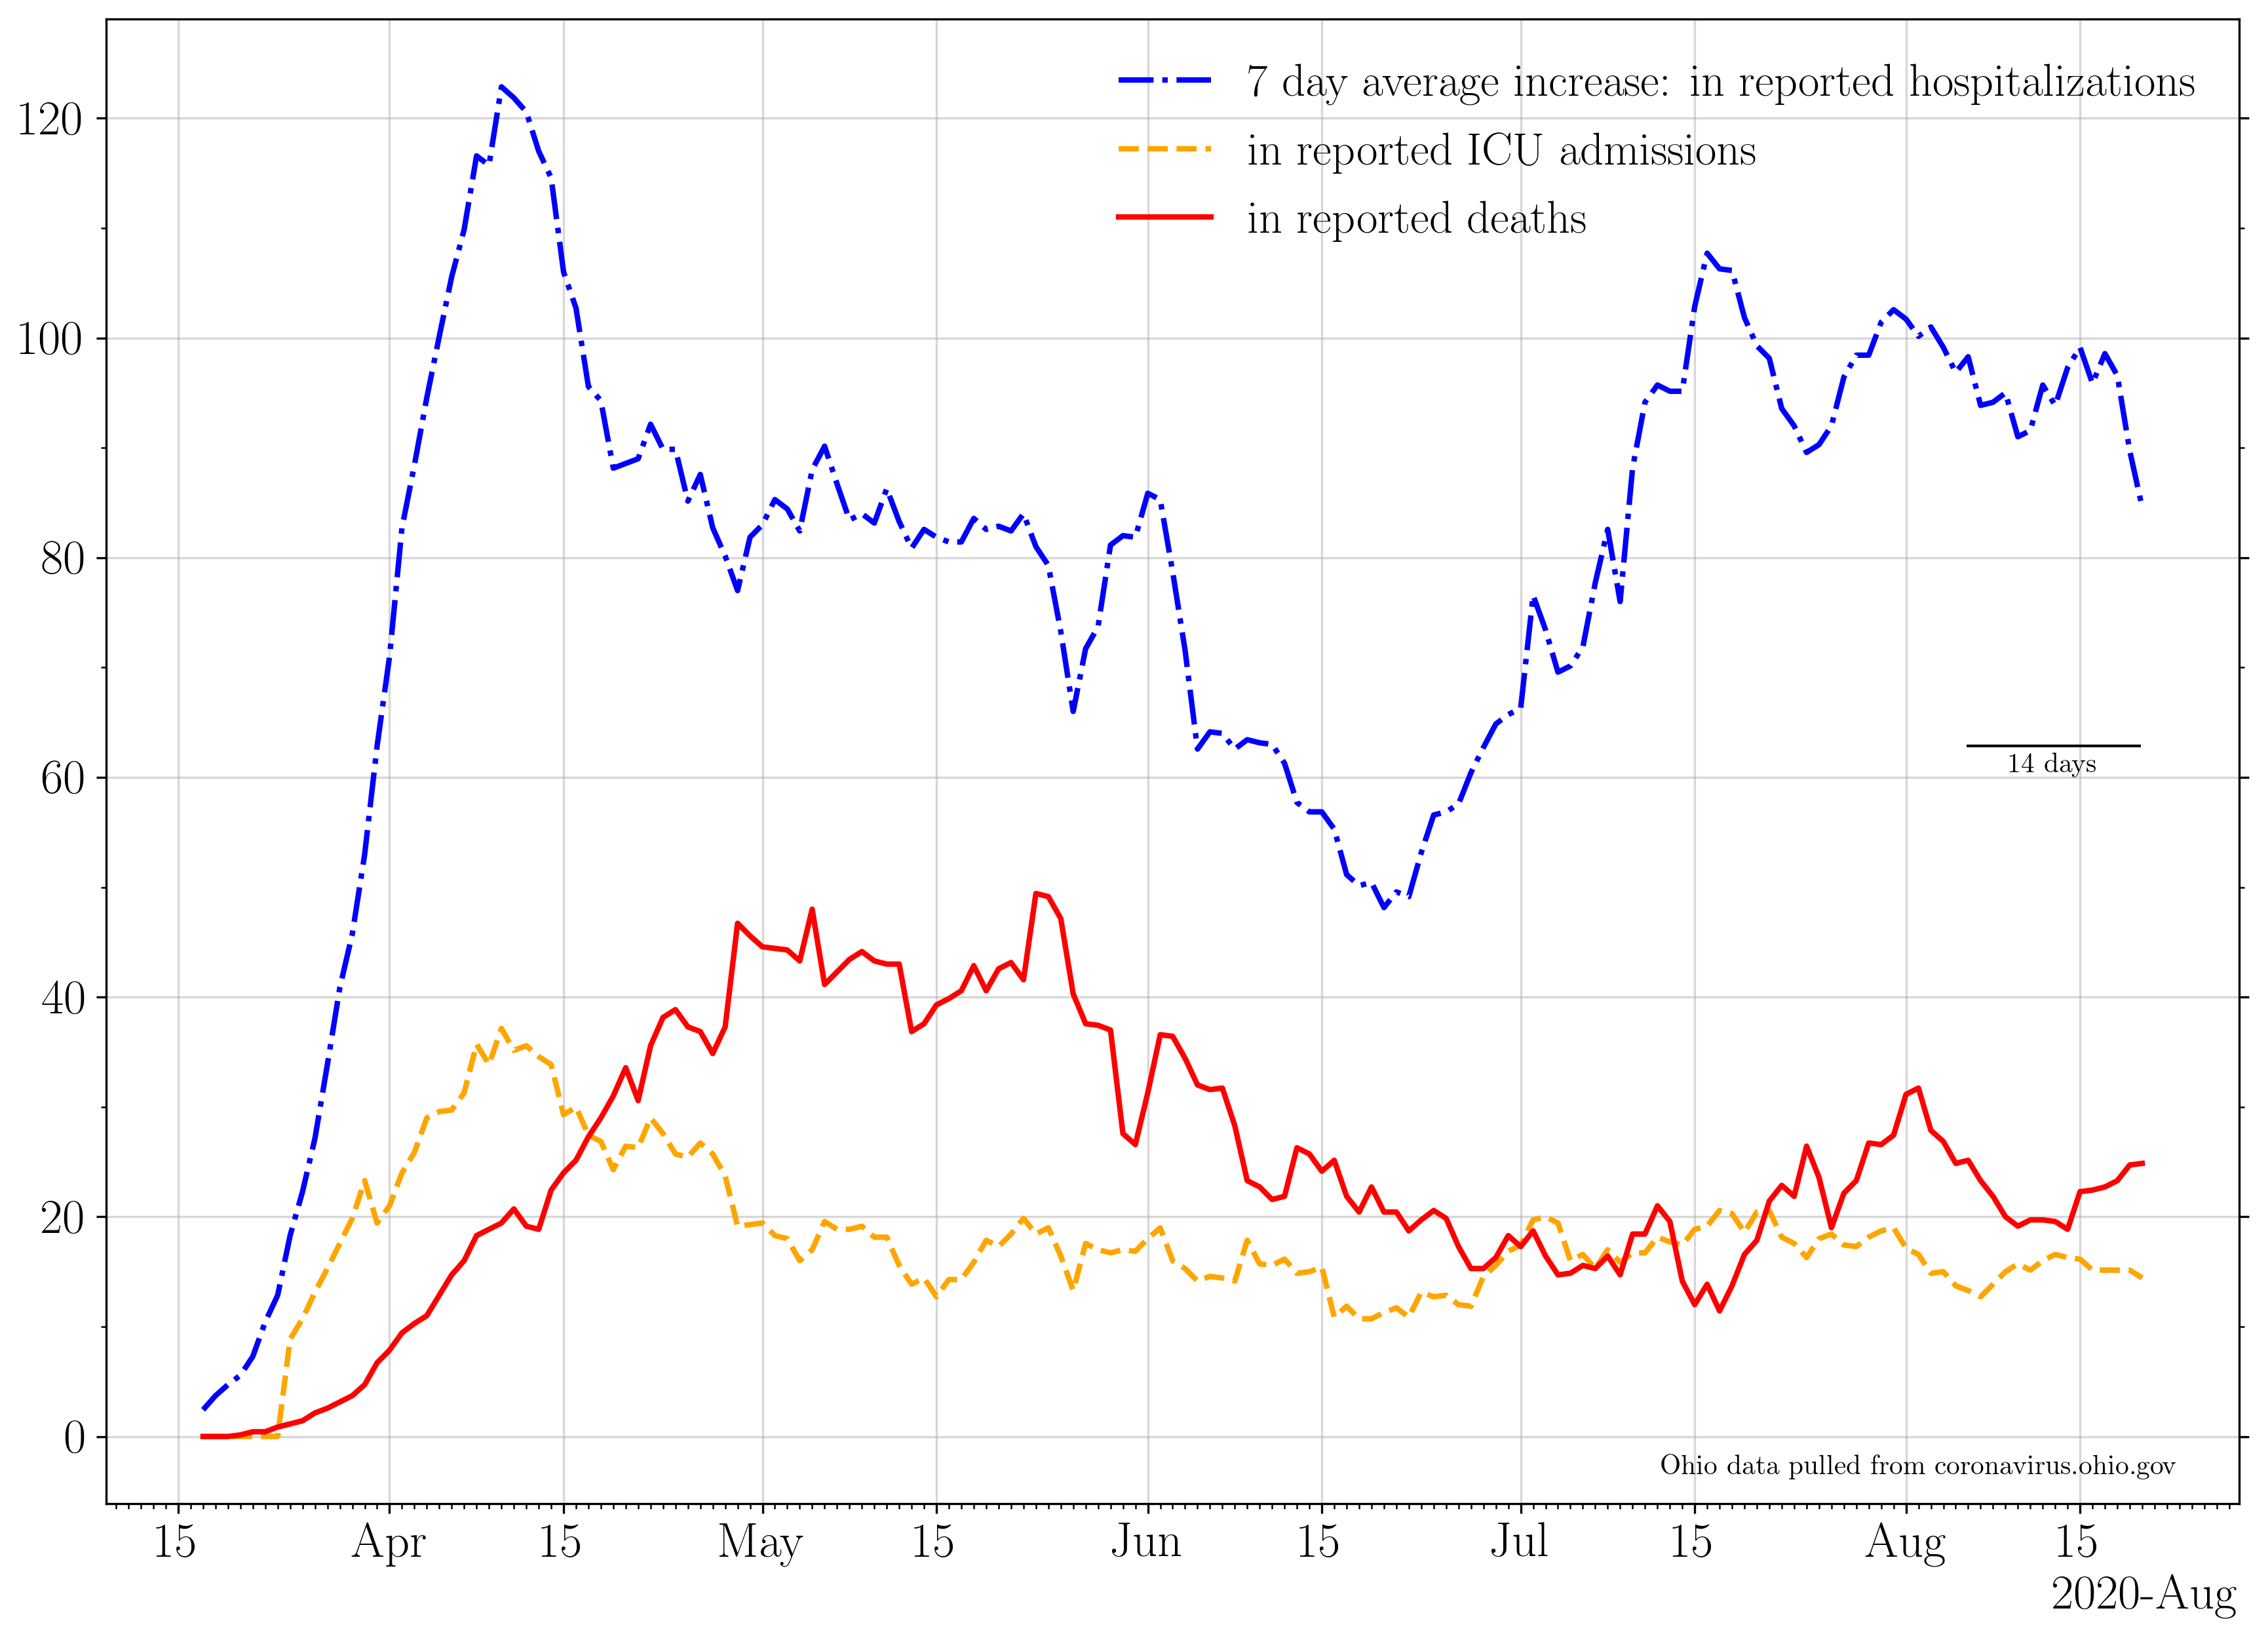 7 day average increase: in reported hospitalizations
in reported ICU admissions
in reported deaths
120
100
80
60
40
20
0
14 days
Ohio data pulled from coronavirus.ohio.gov
15 Apr 15 May 15 Jun 15 Jul 15 Aug 15
2020-Aug